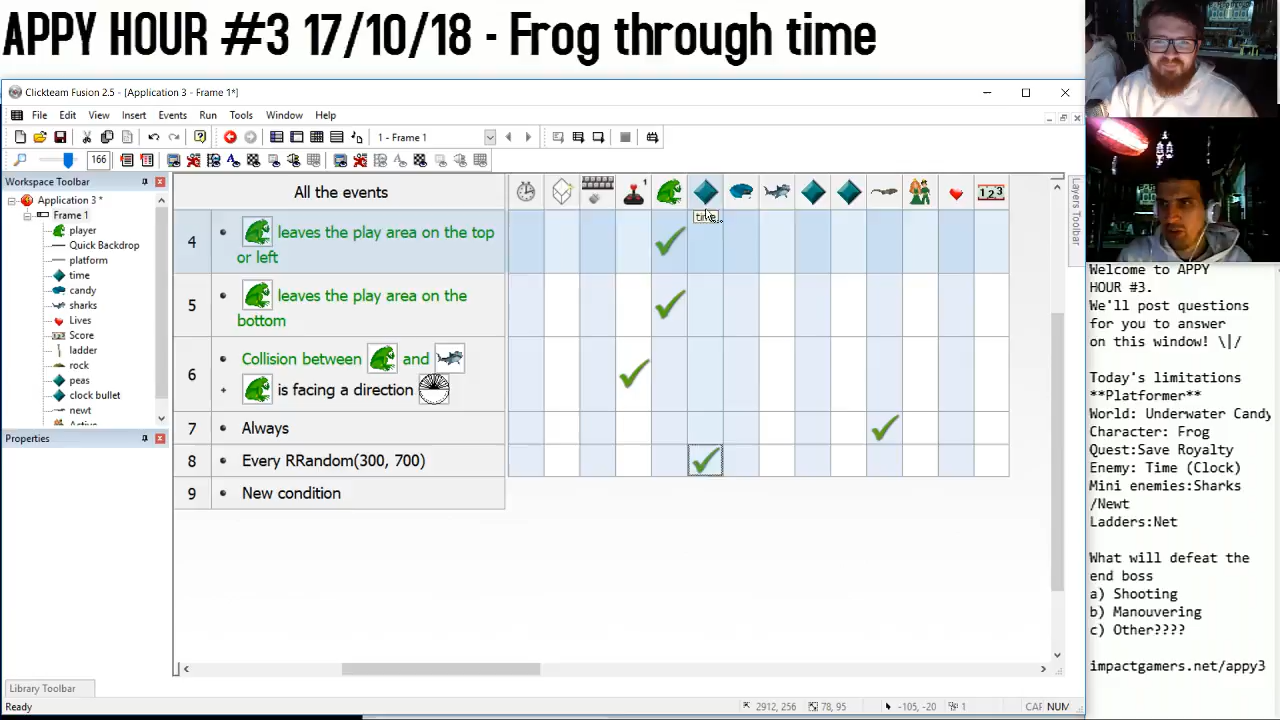 APPY HOUR #3 17/10/18 - Frog through time
Clickteam Fusion 2.5 - [Application 3 - Frame 1*]
File Edit View Insert Events Run Tools Window Help
1 - Frame 1
166
Workspace Toolbar
Application 3 *
Frame 1
player
Quick Backdrop
platform
time
candy
sharks
Lives
Score
ladder
rock
peas
clock bullet
newt
Properties
Library Toolbar
Ready
All the events
1
123
4 leaves the play area on the top
or left
5 leaves the play area on the
bottom
6 Collision between and
+ is facing a direction
7 Always
8 Every RRandom(300, 700)
9 New condition
Layers Toolbar
2912, 256
78, 95
-105, -20
1
NUM
Welcome to APPY
HOUR #3.
We'll post questions
for you to answer
on this window! \|/
Today's limitations
**Platformer**
World: Underwater Candy
Character: Frog
Quest:Save Royalty
Enemy: Time (Clock)
Mini enemies:Sharks
/Newt
Ladders:Net
What will defeat the
end boss
a) Shooting
b) Manouvering
c) Other????
impactgamers.net/appy3